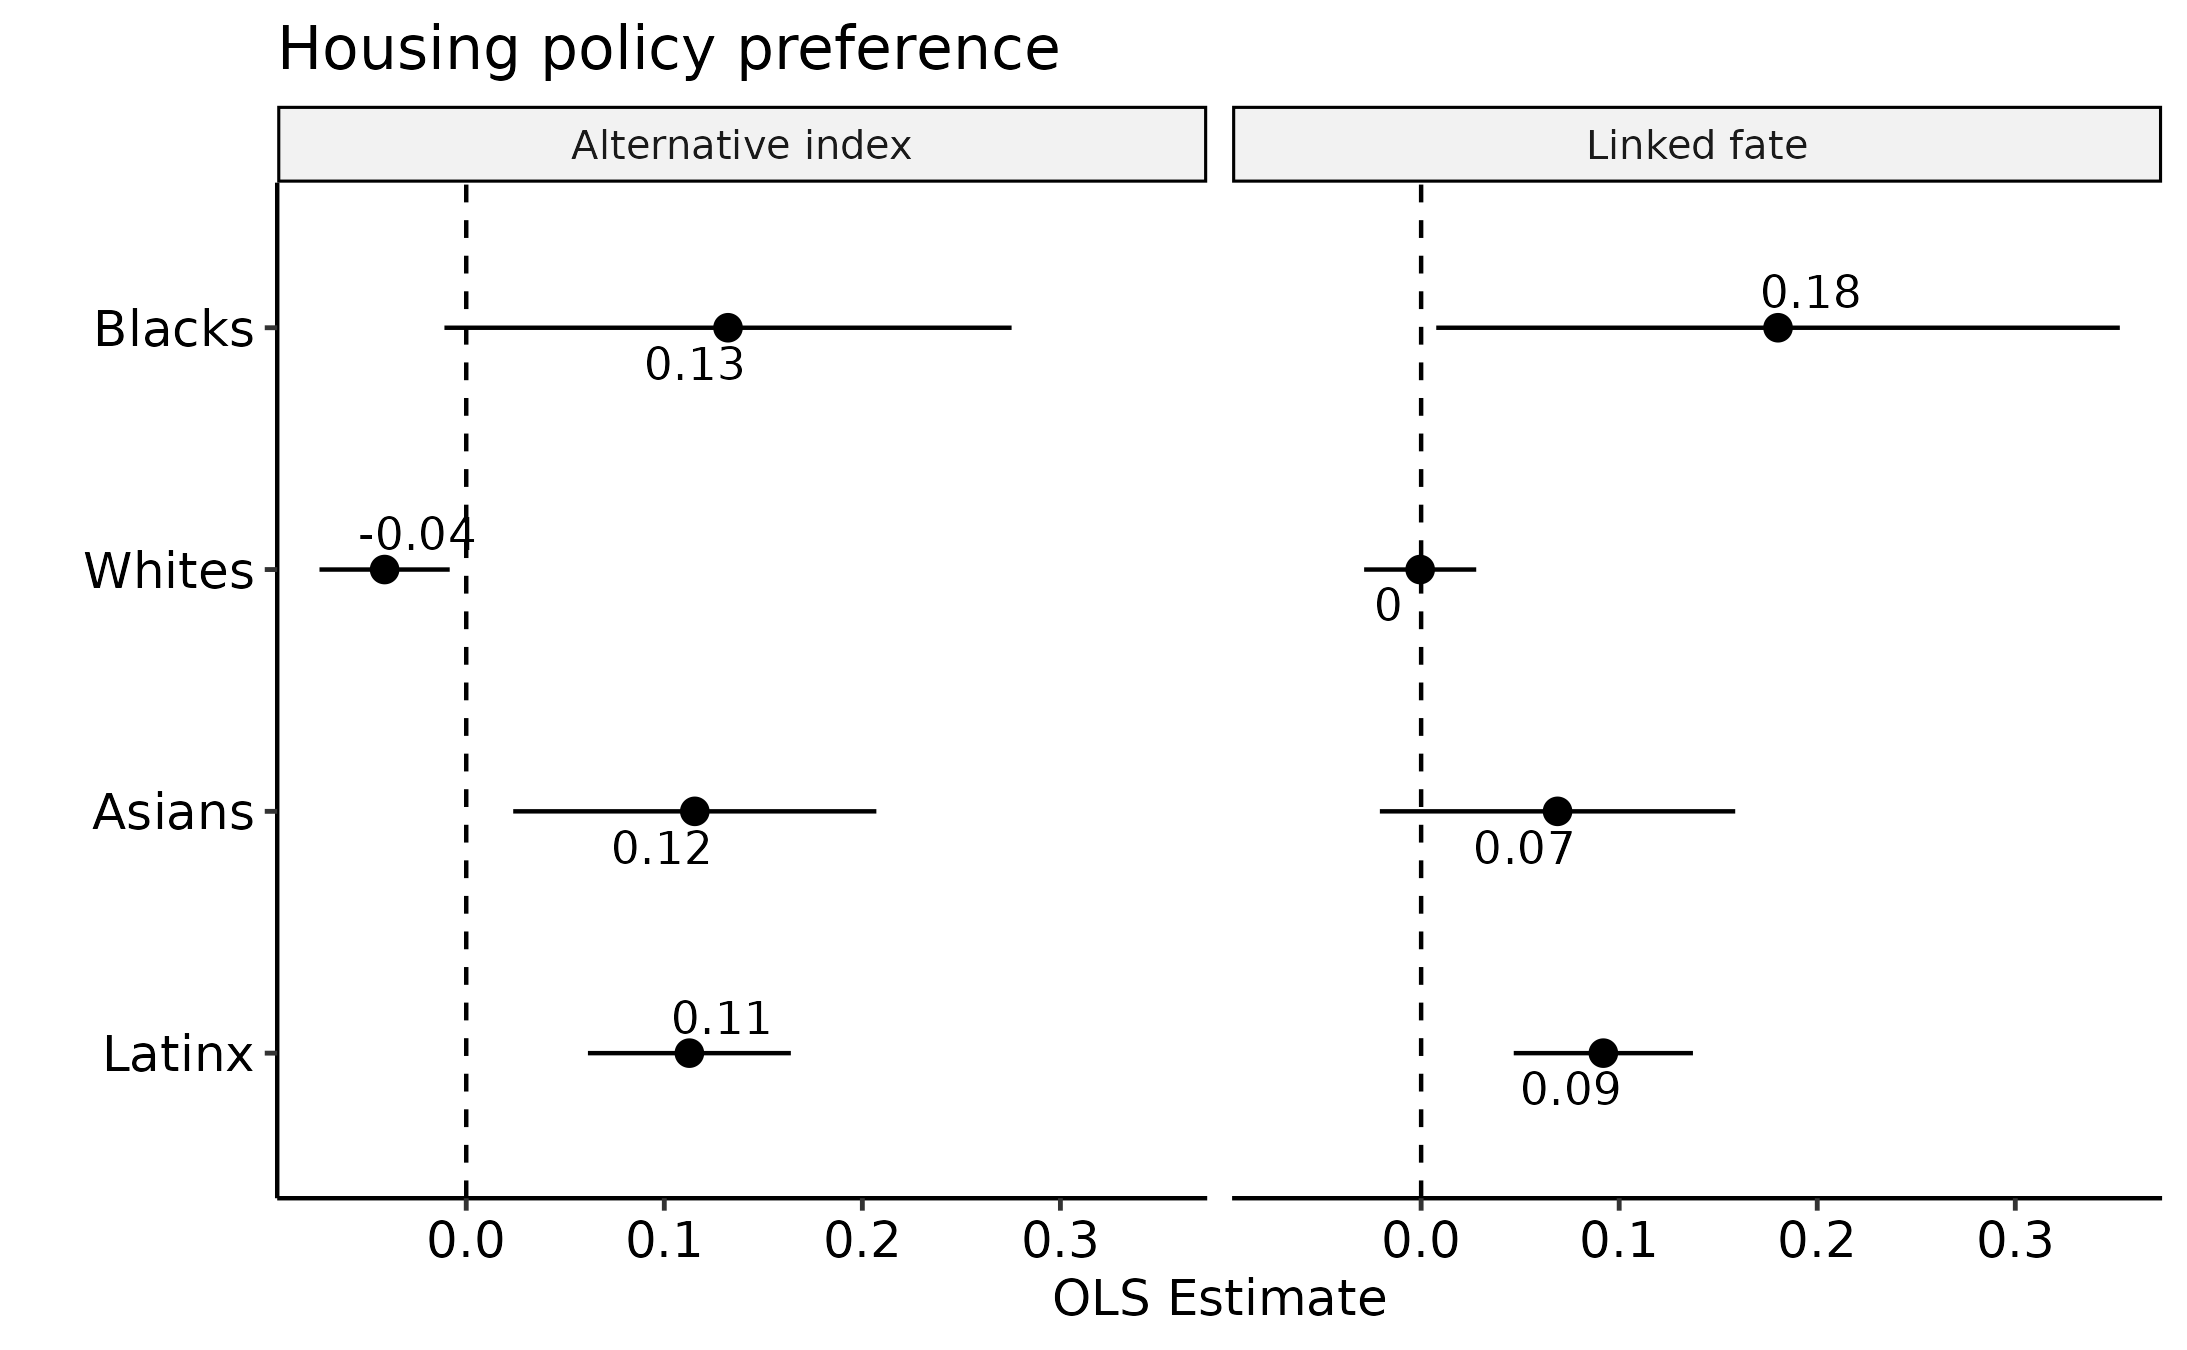 Housing policy preference
Alternative index
Linked fate
Blacks
0.13
0.18
Whites
-0.04
0
Asians
0.12
0.07
Latinx
0.11
0.09
0.0 0.1 0.2 0.3
0.0 0.1 0.2 0.3
OLS Estimate